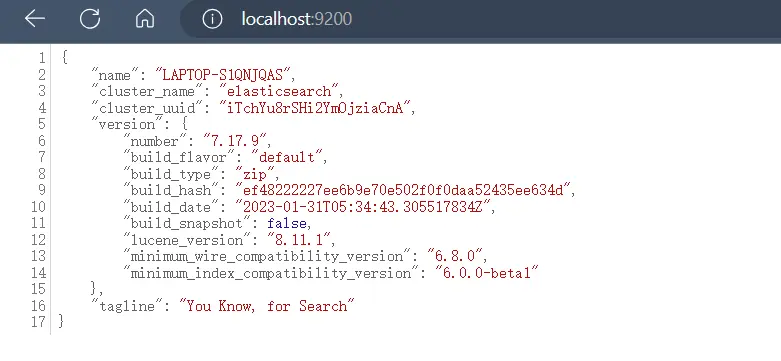 localhost:9200
1 {
2 "name": "LAPTOP-S1QNJQAS",
3 "cluster_name": "elasticsearch",
4 "cluster_uuid": "iTchYu8rSHi2YmOjziaCnA",
5 "version": {
6 "number": "7.17.9",
7 "build_flavor": "default",
8 "build_type": "zip",
9 "build_hash": "ef48222227ee6b9e70e502f0f0daa52435ee634d",
10 "build_date": "2023-01-31T05:34:43.305517834Z",
11 "build_snapshot": false,
12 "lucene_version": "8.11.1",
13 "minimum_wire_compatibility_version": "6.8.0",
14 "minimum_index_compatibility_version": "6.0.0-beta1"
15 },
16 "tagline": "You Know, for Search"
17 }